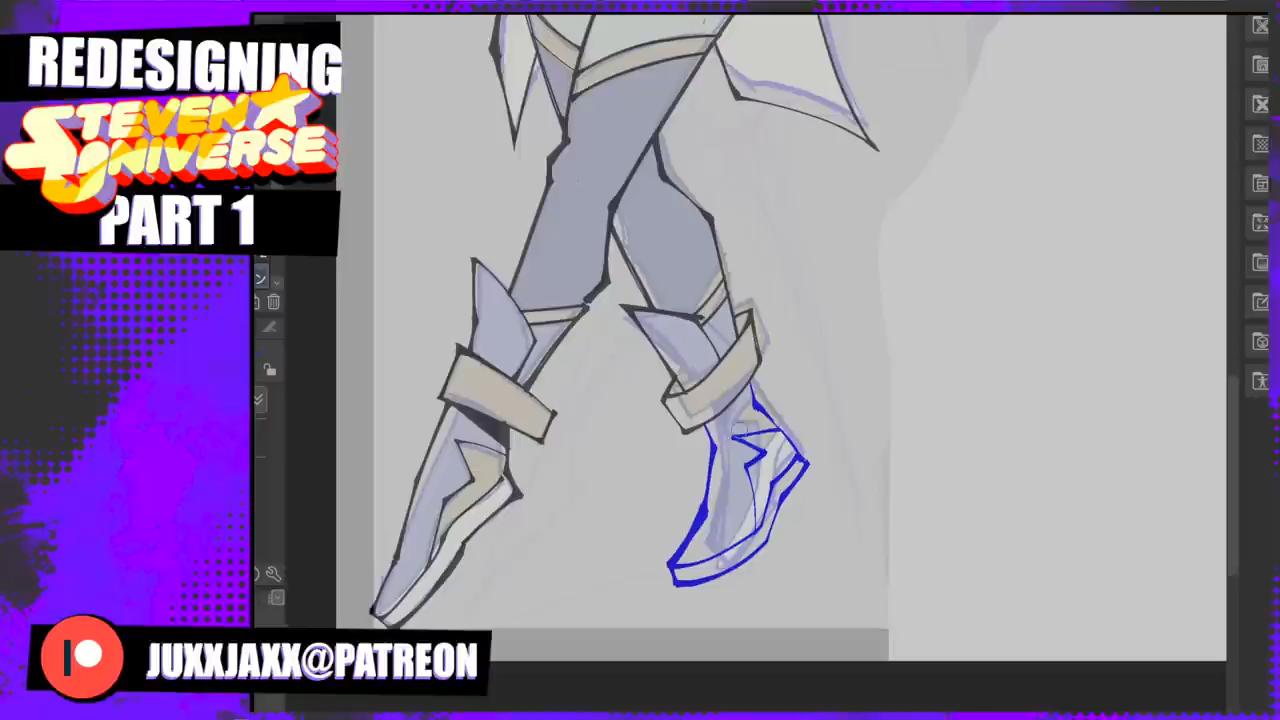 REDESIGNING
STEVEN
UNIVERSE
PART 1
JUXXJAXX@PATREON